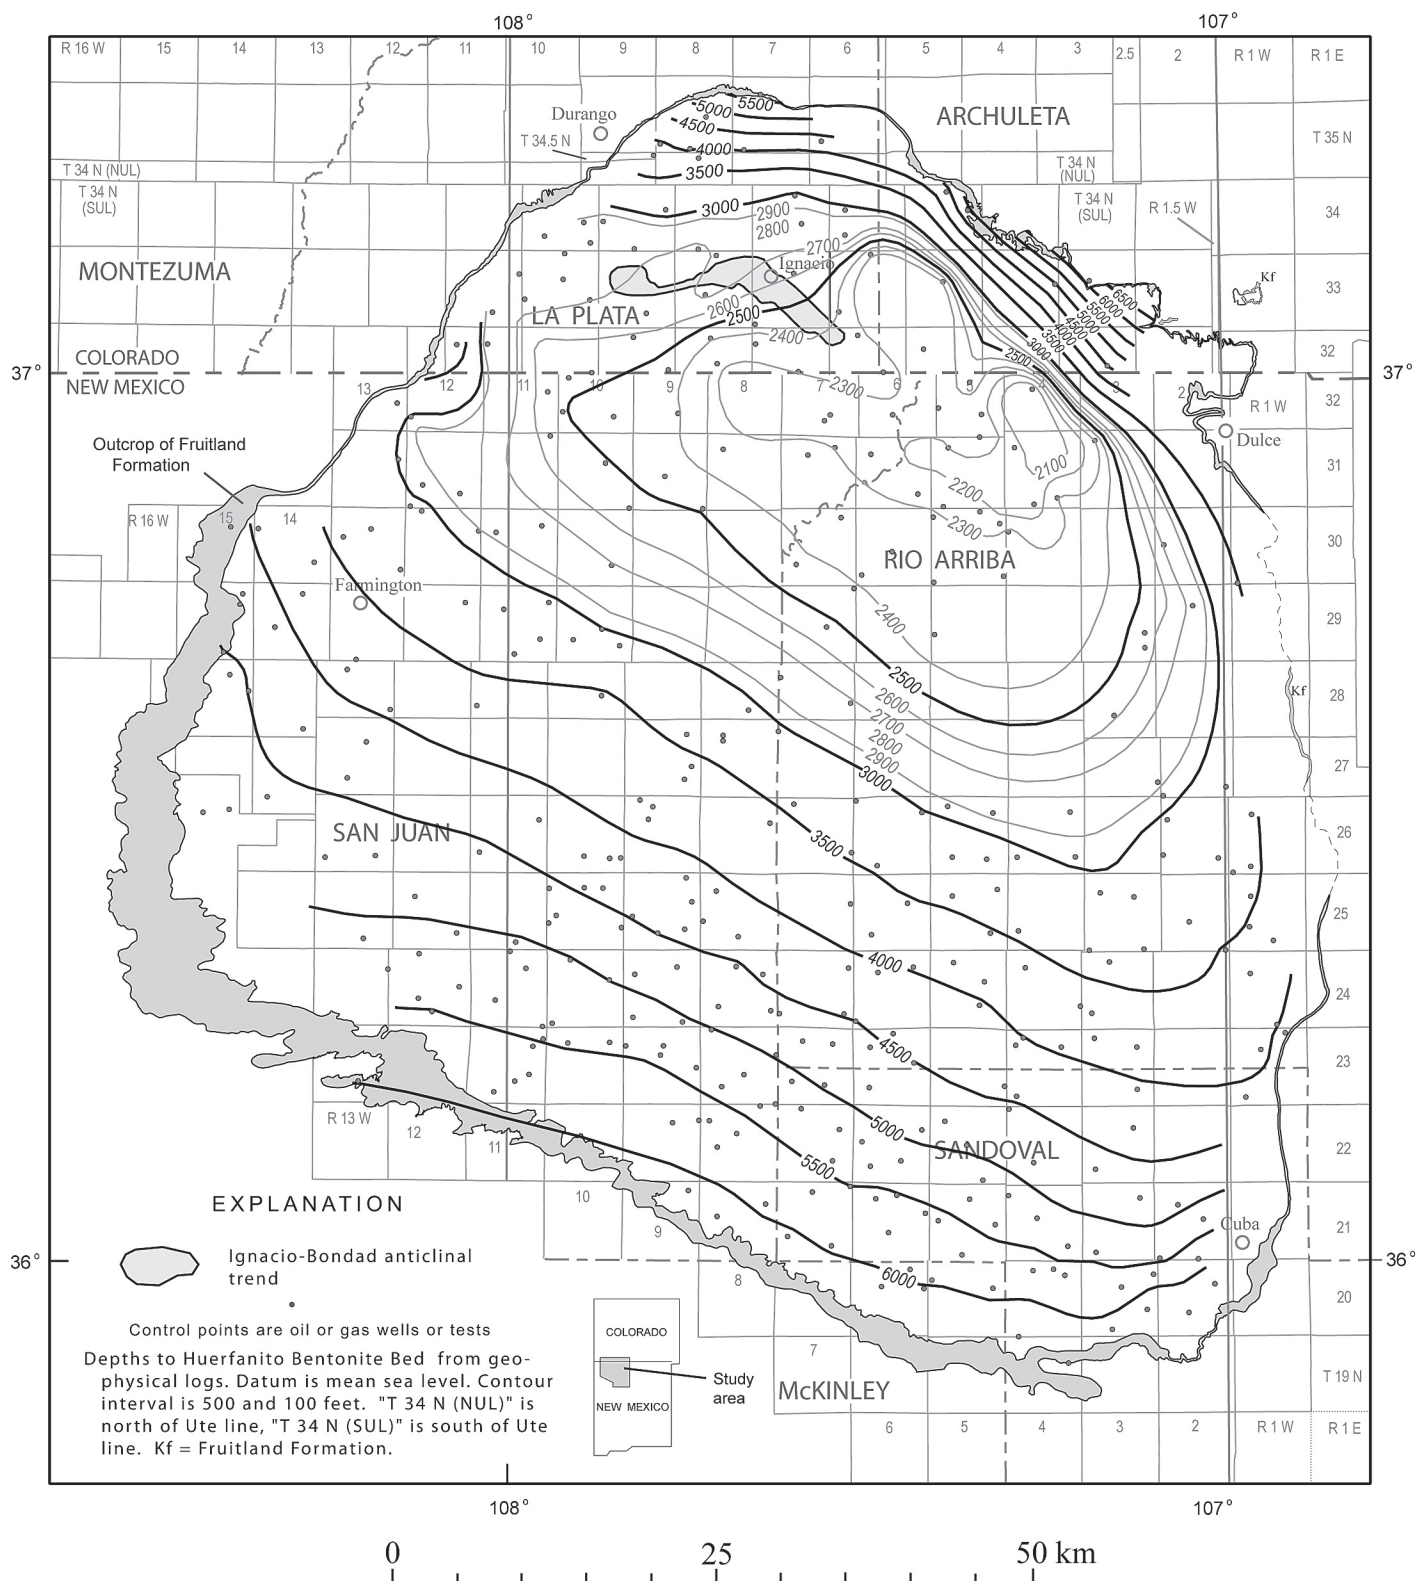 108°
107°
R 16 W
15
14
13
12
11
10
9
8
7
6
5
4
3
2.5
2
R 1 W
R 1 E
5500
5000
4500
4000
3500
3000
2900
2800
2700
2600
2500
2400
2300
Durango
T 34.5 N
ARCHULETA
T 35 N
T 34 N (NUL)
T 34 N
(SUL)
T 34 N
(NUL)
T 34 N
(SUL)
R 1.5 W
34
MONTEZUMA
Ignacio
Kf
33
LA PLATA
6500
6000
5500
5000
4500
4000
3500
3000
2500
32
COLORADO
37°
37°
NEW MEXICO
13
12
11
10
9
8
7
6
5
4
3
2
R 1 W
32
Dulce
Outcrop of Fruitland
Formation
2100
2200
2300
31
R 16 W
15
14
30
RIO ARRIBA
Farmington
29
2400
2500
2600
2700
2800
2900
3000
28
Kf
27
SAN JUAN
3500
26
25
4000
24
4500
23
R 13 W
12
11
10
9
8
7
5000
SANDOVAL
22
5500
21
Cuba
36°
36°
6000
20
EXPLANATION
Ignacio-Bondad anticlinal
trend
Control points are oil or gas wells or tests
Depths to Huerfanito Bentonite Bed from geo-
physical logs. Datum is mean sea level. Contour
interval is 500 and 100 feet. "T 34 N (NUL)" is
north of Ute line, "T 34 N (SUL)" is south of Ute
line. Kf = Fruitland Formation.
COLORADO
NEW MEXICO
Study
area
McKINLEY
T 19 N
6
5
4
3
2
R 1 W
R 1 E
108°
107°
0
25
50 km